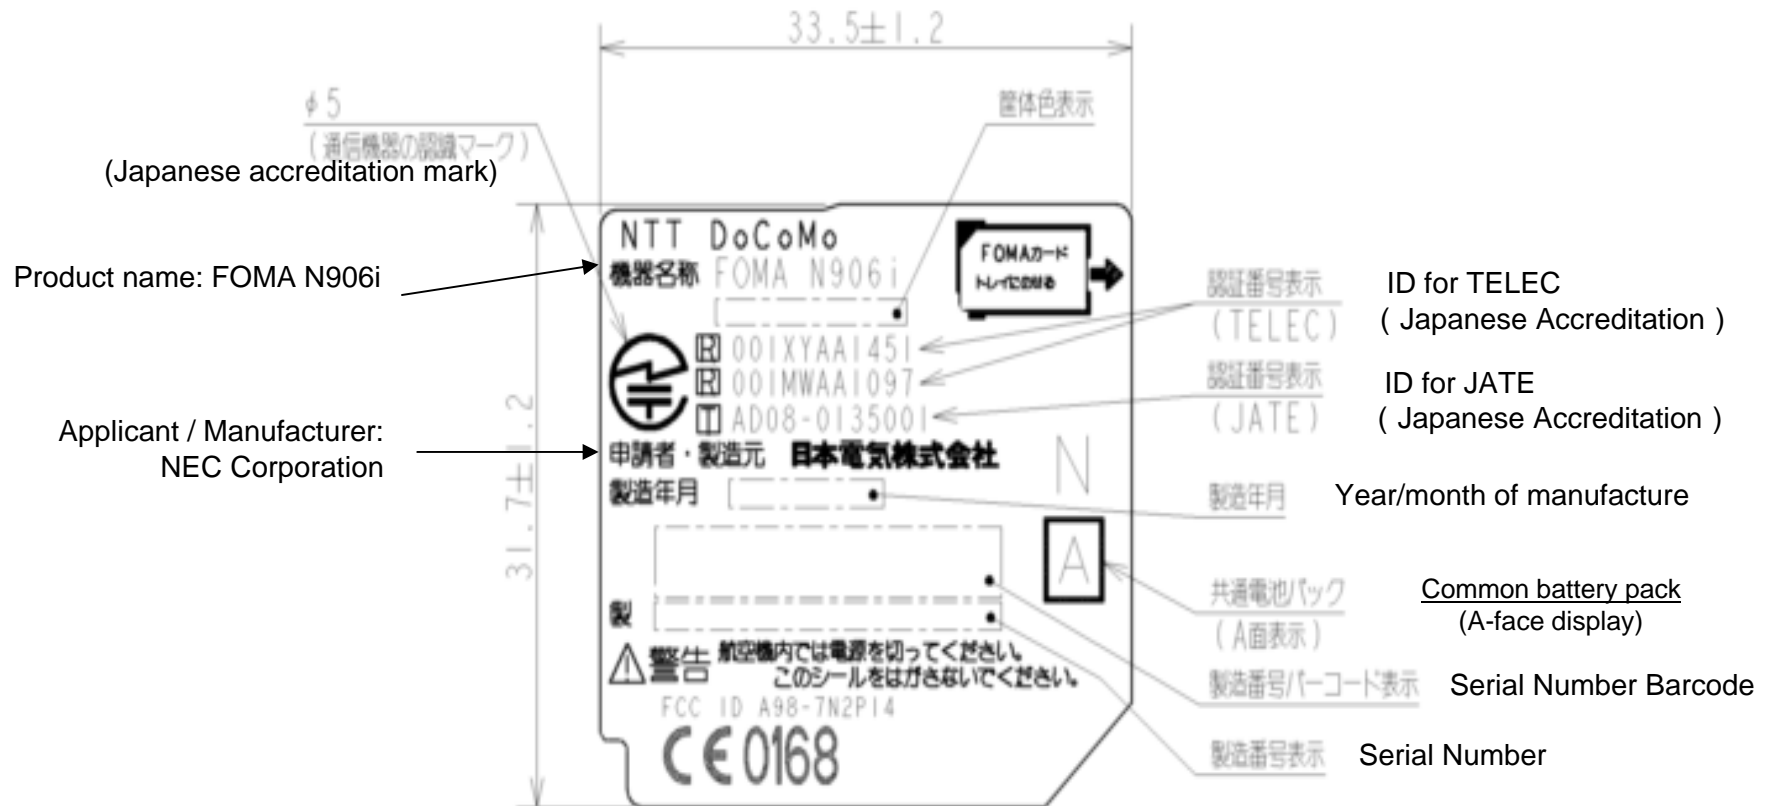 33.5±1.2
φ5
(通信機器の認識マーク)
(Japanese accreditation mark)
筐体色表示
31.7±1.2
NTT DoCoMo
機器名称 FOMA N906i
FOMAカード
トレイにのせる
R 001XYAA1451
R 001MWAA1097
T AD08-0135001
申請者・製造元 日本電気株式会社
製造年月
N
A
製
警告 航空機内では電源を切ってください。
このシールをはがさないでください。
FCC ID A98-7N2P14
CE0168
Product name: FOMA N906i
Applicant / Manufacturer:
NEC Corporation
認証番号表示 ID for TELEC
(TELEC) ( Japanese Accreditation )
認証番号表示 ID for JATE
(JATE) ( Japanese Accreditation )
製造年月 Year/month of manufacture
共通電池パック Common battery pack
(A面表示) (A-face display)
製造番号バーコード表示 Serial Number Barcode
製造番号表示 Serial Number